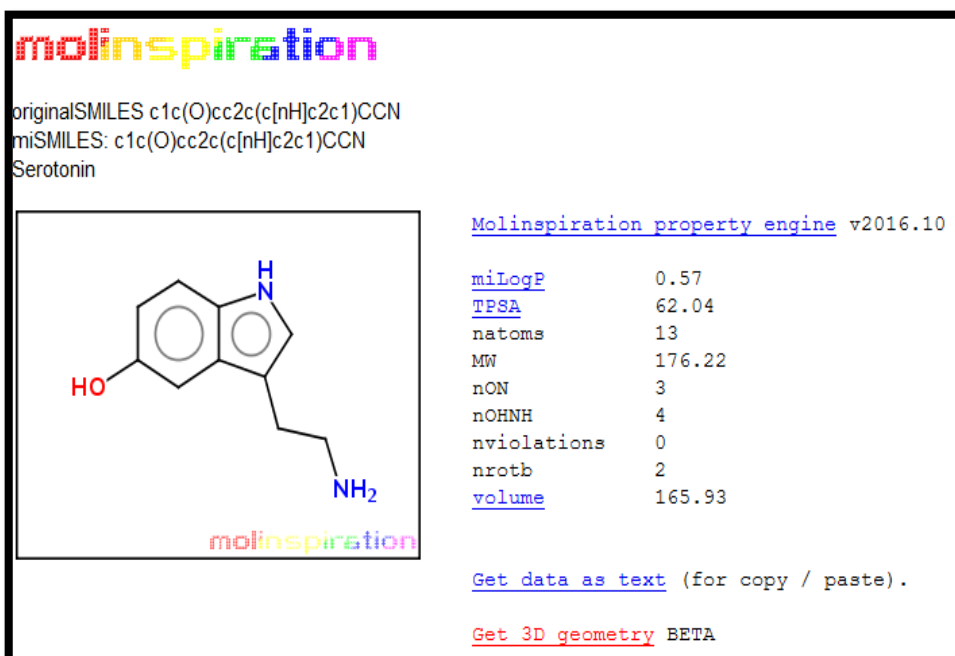 molinspiration
originalSMILES c1c(O)cc2c(c[nH]c2c1)CCN
miSMILES: c1c(O)cc2c(c[nH]c2c1)CCN
Serotonin
H
N
HO
NH2
molinspiration
Molinspiration property engine v2016.10
miLogP 0.57
TPSA 62.04
natoms 13
MW 176.22
nON 3
nOHNH 4
nviolations 0
nrotb 2
volume 165.93
Get data as text (for copy / paste).
Get 3D geometry BETA